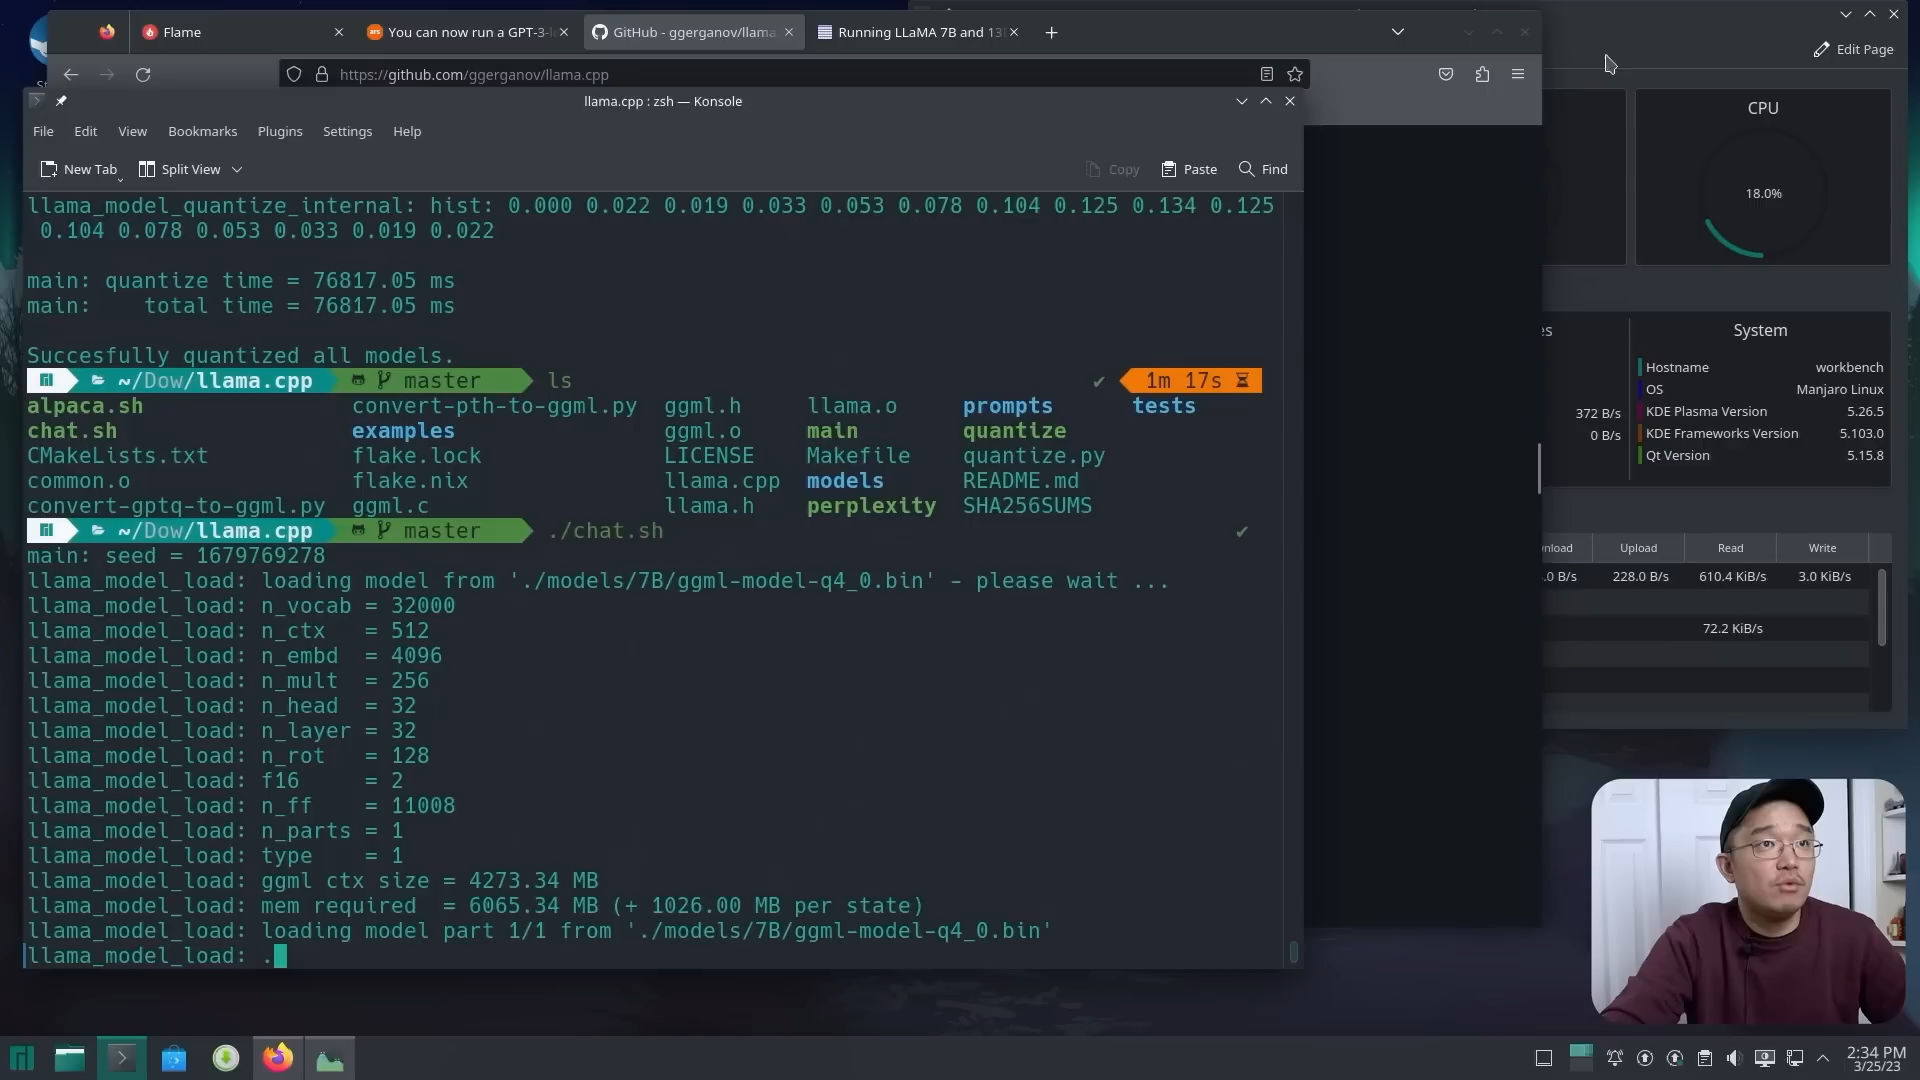 Flame
You can now run a GPT-3-l
GitHub - ggerganov/llama
Running LLaMA 7B and 13
https://github.com/ggerganov/llama.cpp
Edit Page
llama.cpp : zsh — Konsole
File Edit View Bookmarks Plugins Settings Help
New Tab Split View Copy Paste Find
llama_model_quantize_internal: hist: 0.000 0.022 0.019 0.033 0.053 0.078 0.104 0.125 0.134 0.125
0.104 0.078 0.053 0.033 0.019 0.022
main: quantize time = 76817.05 ms
main:    total time = 76817.05 ms
Succesfully quantized all models.
~/Dow/llama.cpp master ls 1m 17s
alpaca.sh convert-pth-to-ggml.py ggml.h llama.o prompts tests
chat.sh examples ggml.o main quantize
CMakeLists.txt flake.lock LICENSE Makefile quantize.py
common.o flake.nix llama.cpp models README.md
convert-gptq-to-ggml.py ggml.c llama.h perplexity SHA256SUMS
~/Dow/llama.cpp master ./chat.sh
main: seed = 1679769278
llama_model_load: loading model from './models/7B/ggml-model-q4_0.bin' - please wait ...
llama_model_load: n_vocab = 32000
llama_model_load: n_ctx   = 512
llama_model_load: n_embd  = 4096
llama_model_load: n_mult  = 256
llama_model_load: n_head  = 32
llama_model_load: n_layer = 32
llama_model_load: n_rot   = 128
llama_model_load: f16     = 2
llama_model_load: n_ff    = 11008
llama_model_load: n_parts = 1
llama_model_load: type    = 1
llama_model_load: ggml ctx size = 4273.34 MB
llama_model_load: mem required  = 6065.34 MB (+ 1026.00 MB per state)
llama_model_load: loading model part 1/1 from './models/7B/ggml-model-q4_0.bin'
llama_model_load: .
CPU
18.0%
es
372 B/s
0 B/s
System
Hostname workbench
OS Manjaro Linux
KDE Plasma Version 5.26.5
KDE Frameworks Version 5.103.0
Qt Version 5.15.8
nload Upload Read Write
.0 B/s 228.0 B/s 610.4 KiB/s 3.0 KiB/s
72.2 KiB/s
2:34 PM
3/25/23